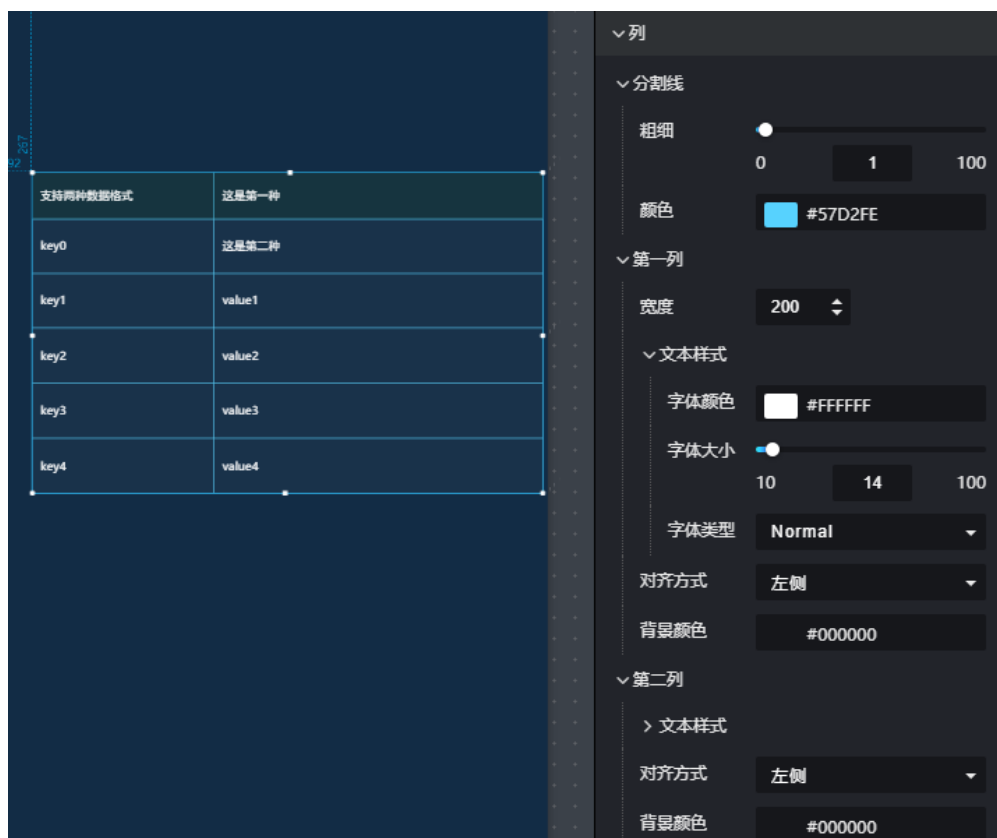 267
92
支持两种数据格式 这是第一种
key0 这是第二种
key1 value1
key2 value2
key3 value3
key4 value4
列
分割线
粗细
0 1 100
颜色 #57D2FE
第一列
宽度 200
文本样式
字体颜色 #FFFFFF
字体大小
10 14 100
字体类型 Normal
对齐方式 左侧
背景颜色 #000000
第二列
文本样式
对齐方式 左侧
背景颜色 #000000